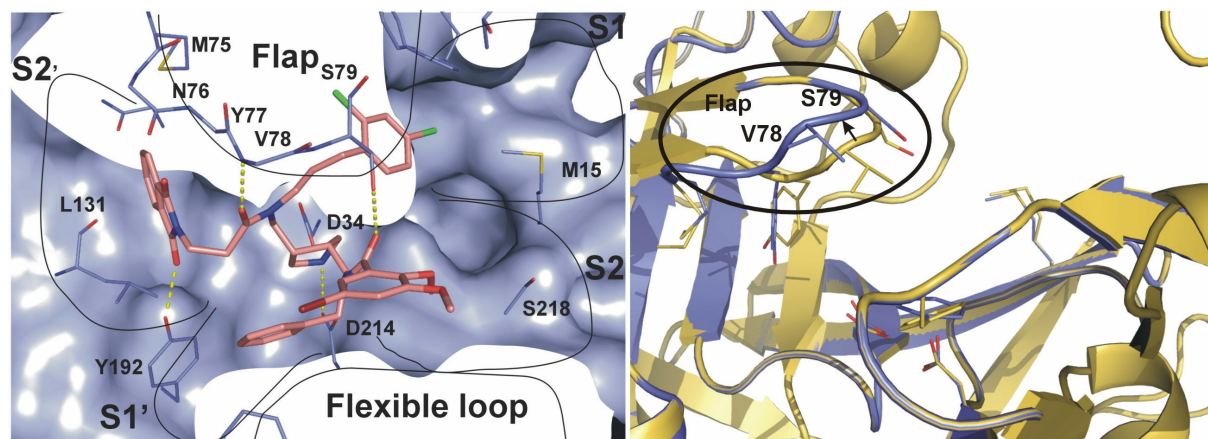 M75
Flap
S1
S2'
S79
N76
Y77
V78
M15
L131
D34
S2
S218
D214
Y192
S1'
Flexible loop
Flap
S79
V78